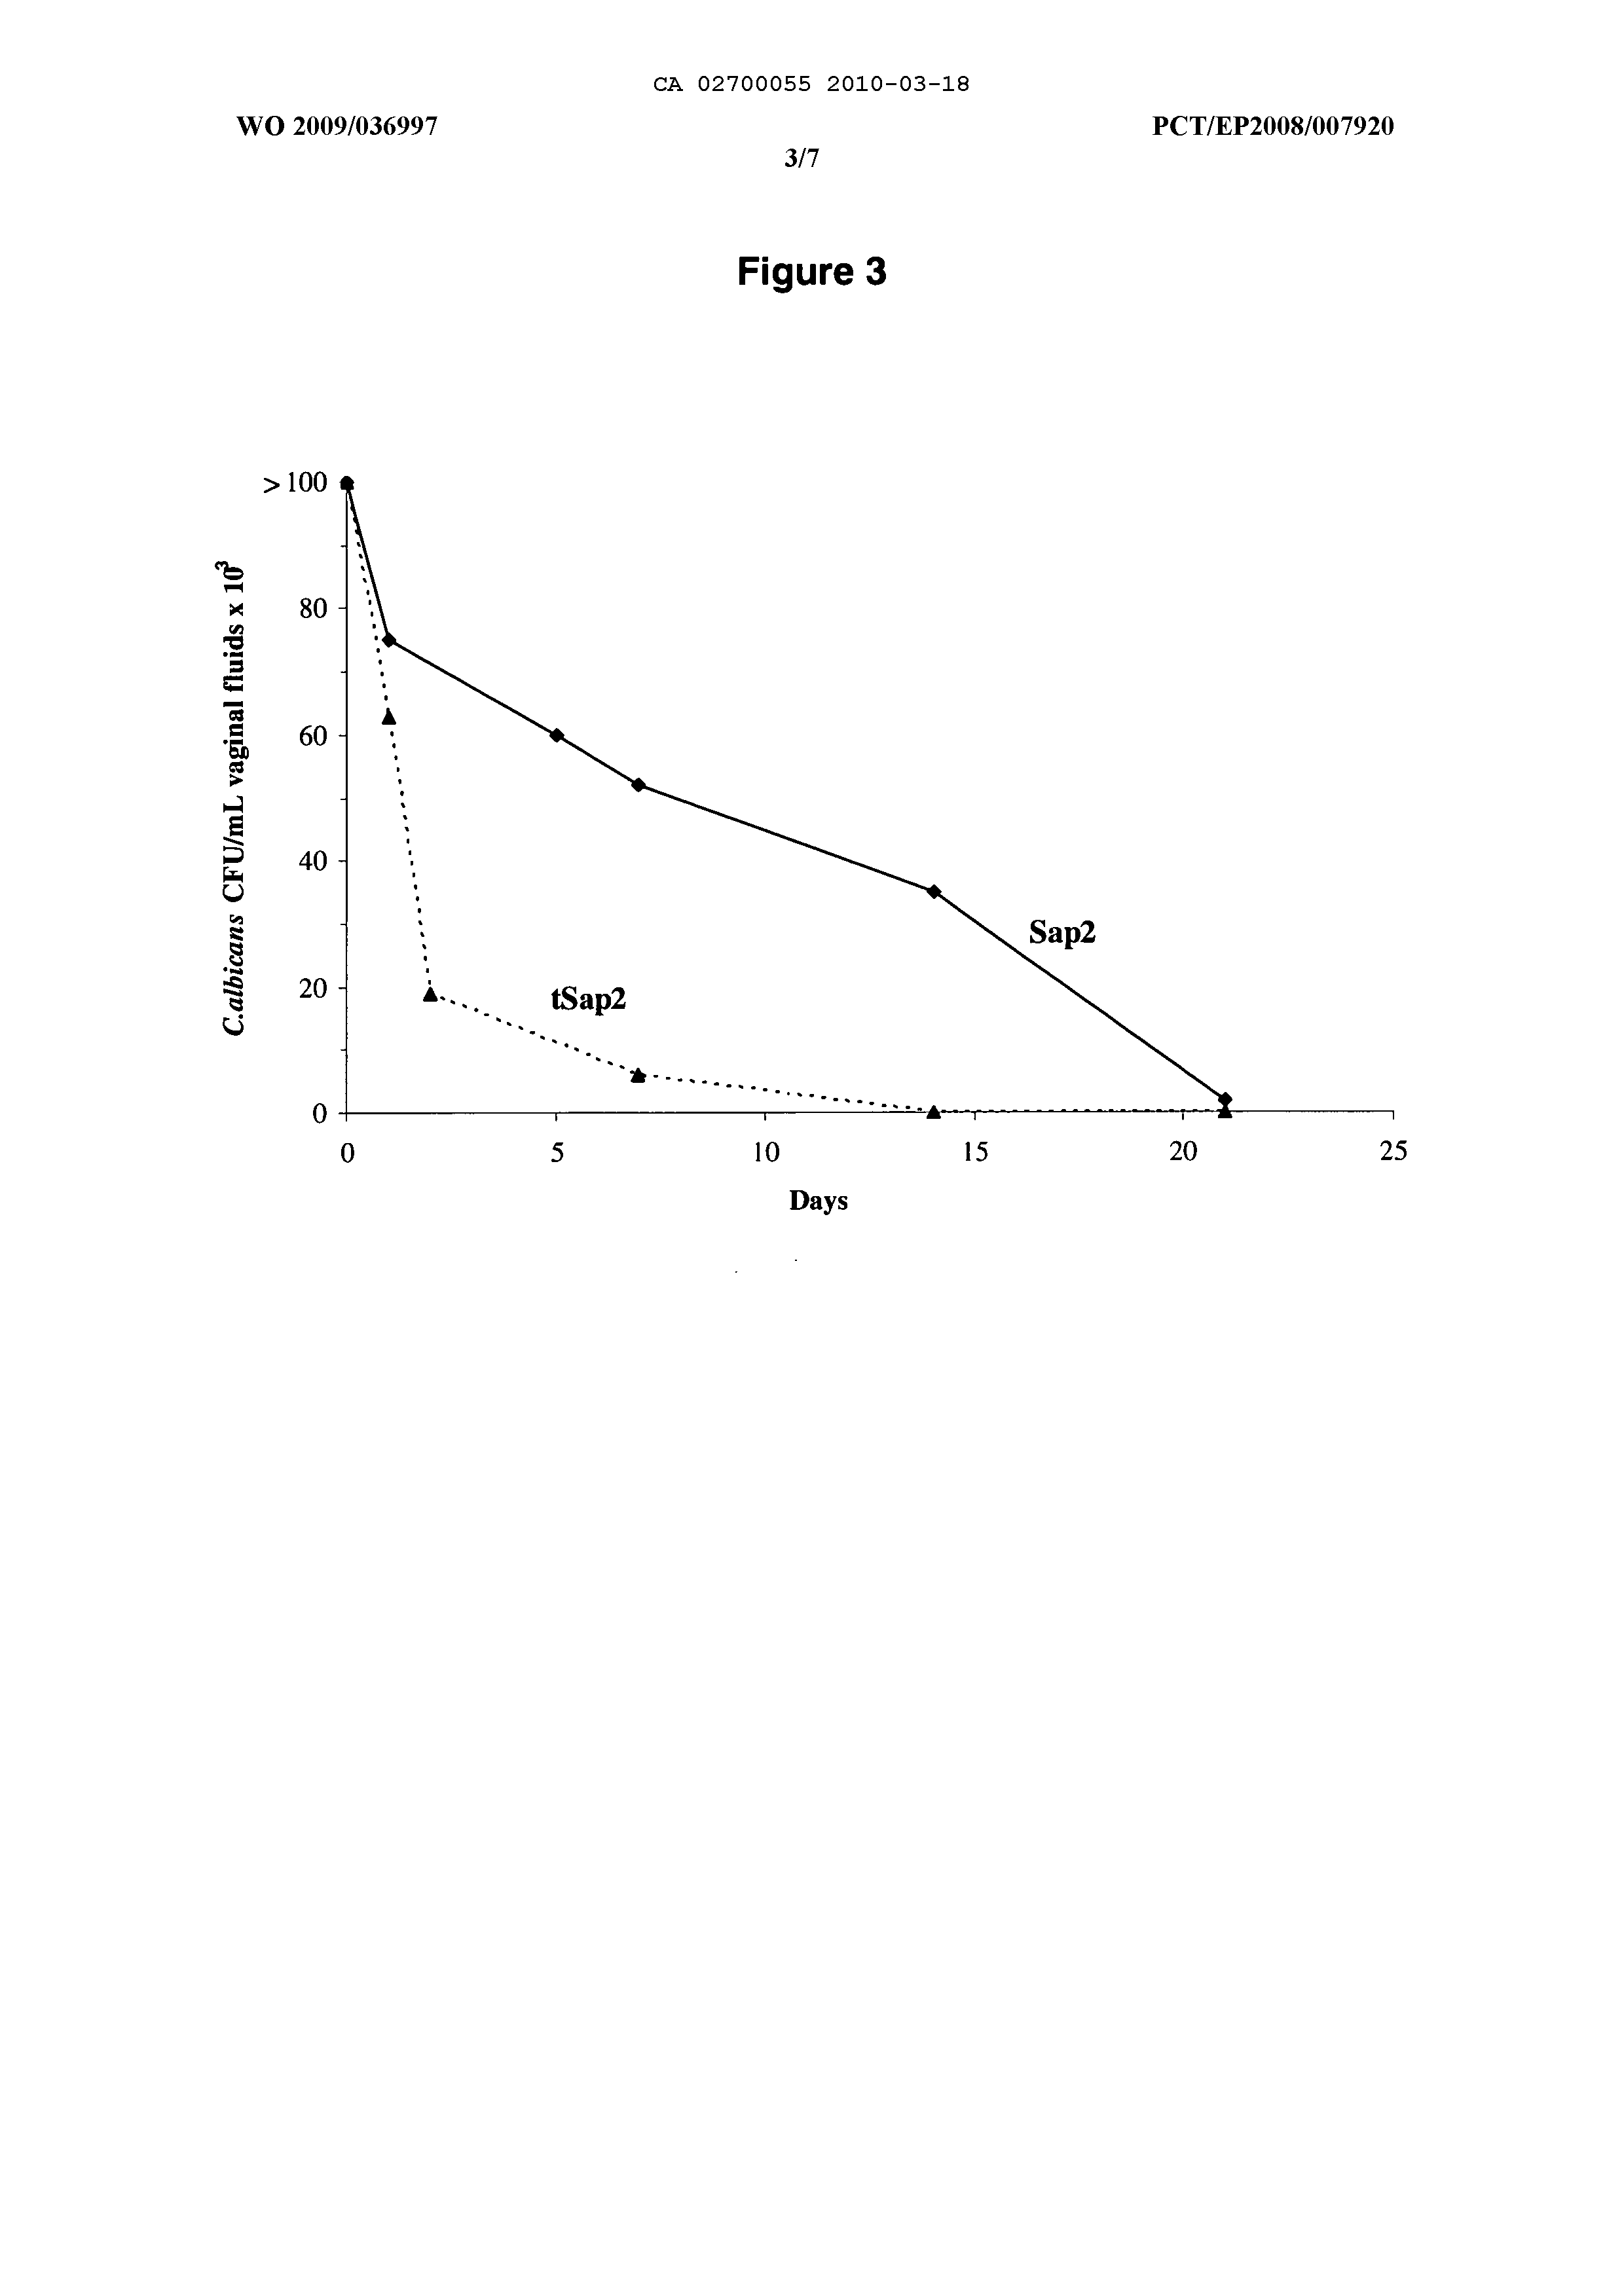 CA 02700055 2010-03-18
WO 2009/036997
PCT/EP2008/007920
3/7
Figure 3
> 100
80
60
40
20
0
C.albicans CFU/mL vaginal fluids x 10³
Sap2
tSap2
0 5 10 15 20 25
Days